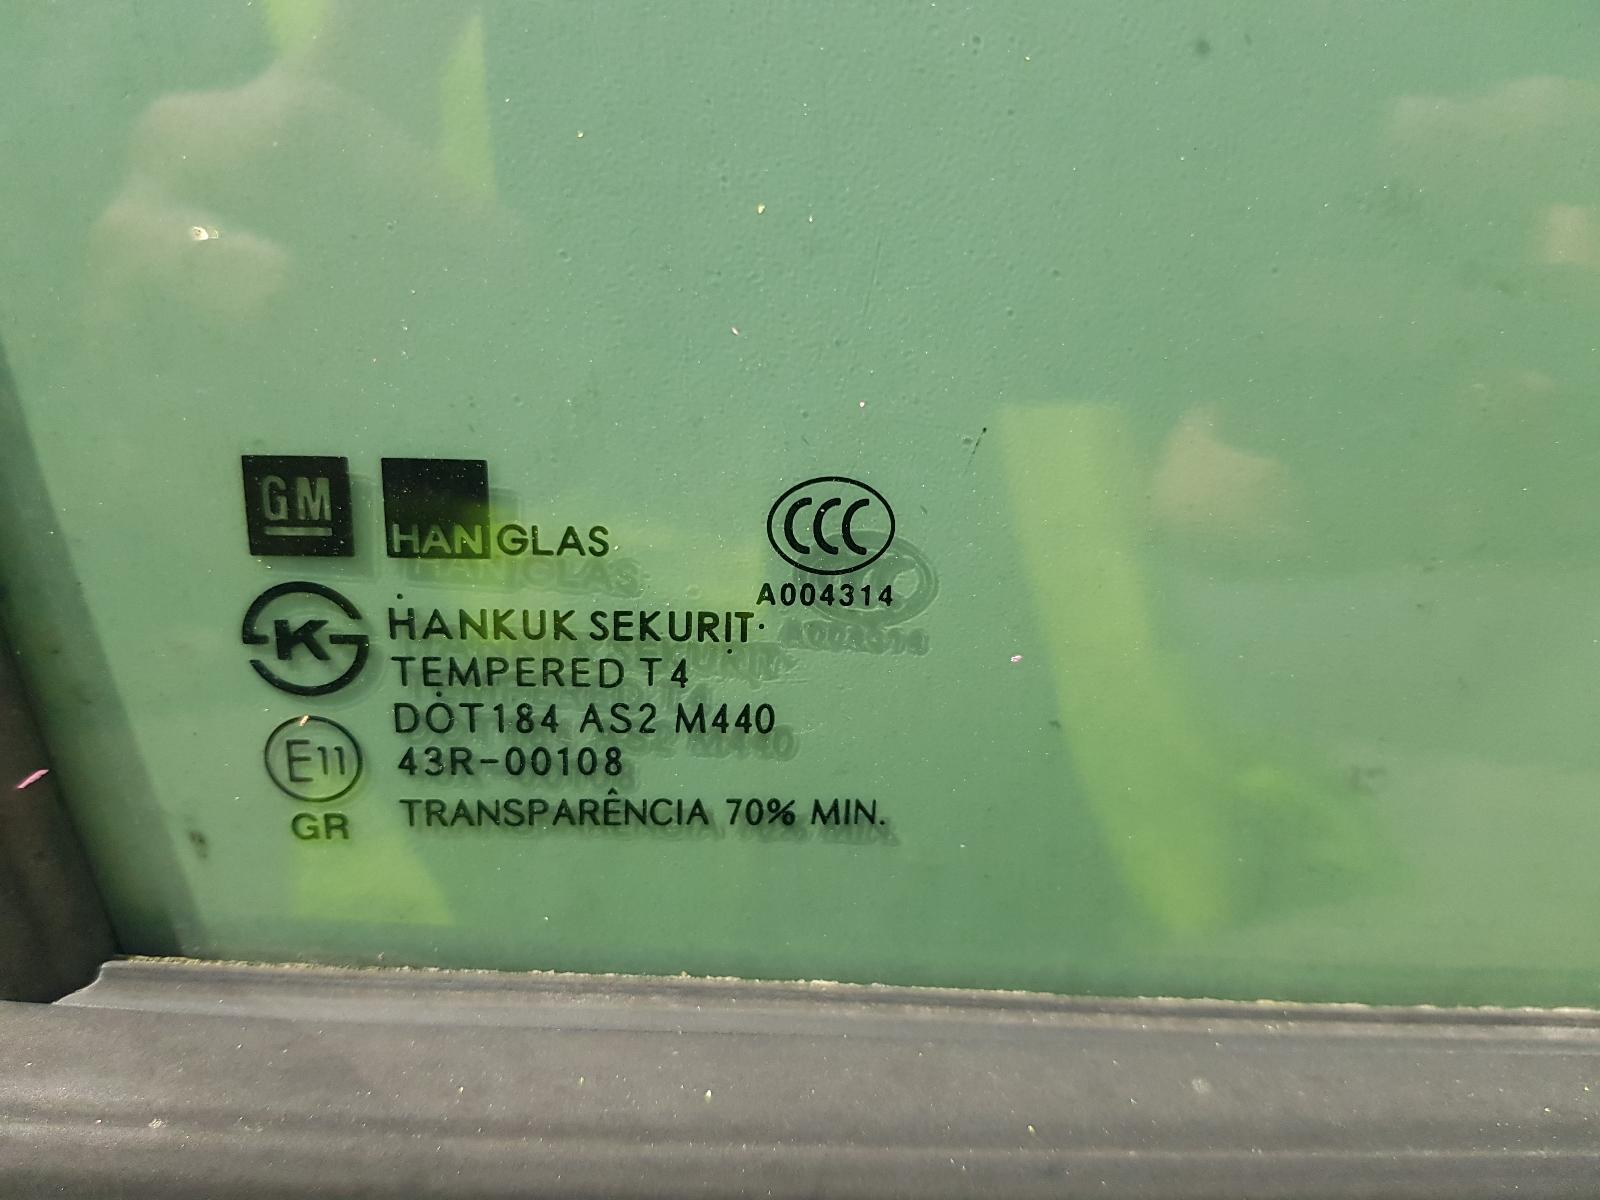 GM
HANGLAS
CCC
A004314
K
HANKUK SEKURIT
TEMPERED T4
DOT184 AS2 M440
E11
43R-00108
GR
TRANSPARÊNCIA 70% MIN.